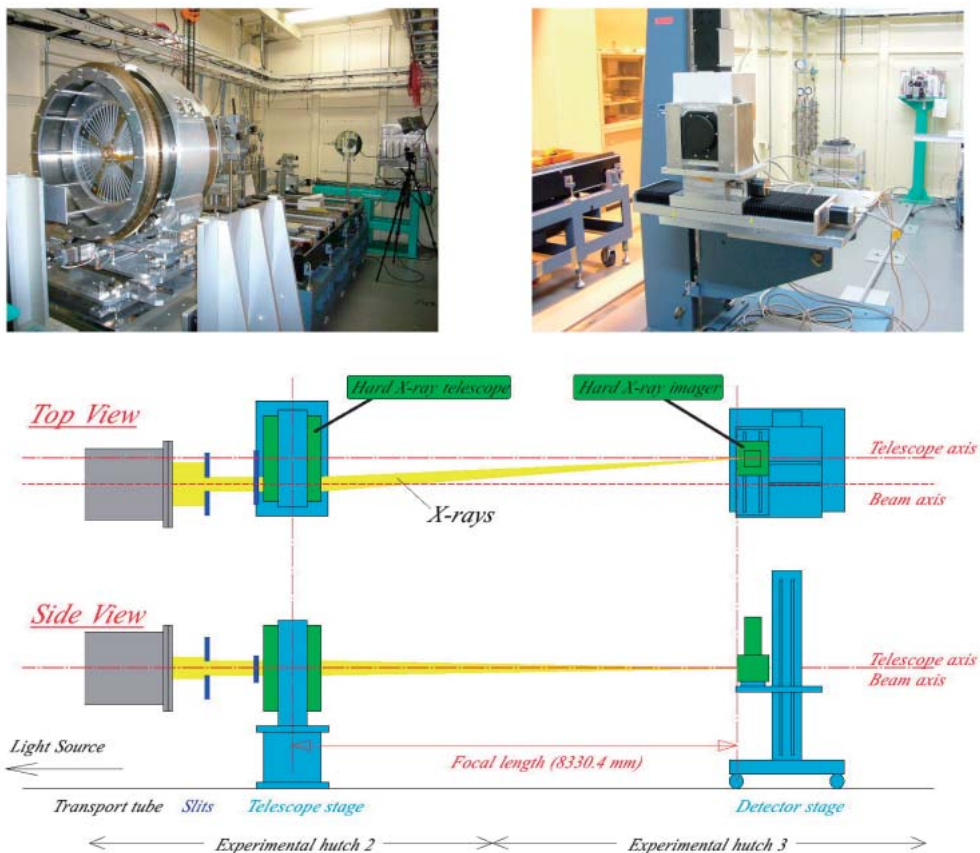 Hard X-ray telescope
Hard X-ray imager
Top View
Telescope axis
Beam axis
X-rays
Side View
Telescope axis
Beam axis
Light Source
Focal length (8330.4 mm)
Transport tube Slits Telescope stage Detector stage
Experimental hutch 2 Experimental hutch 3